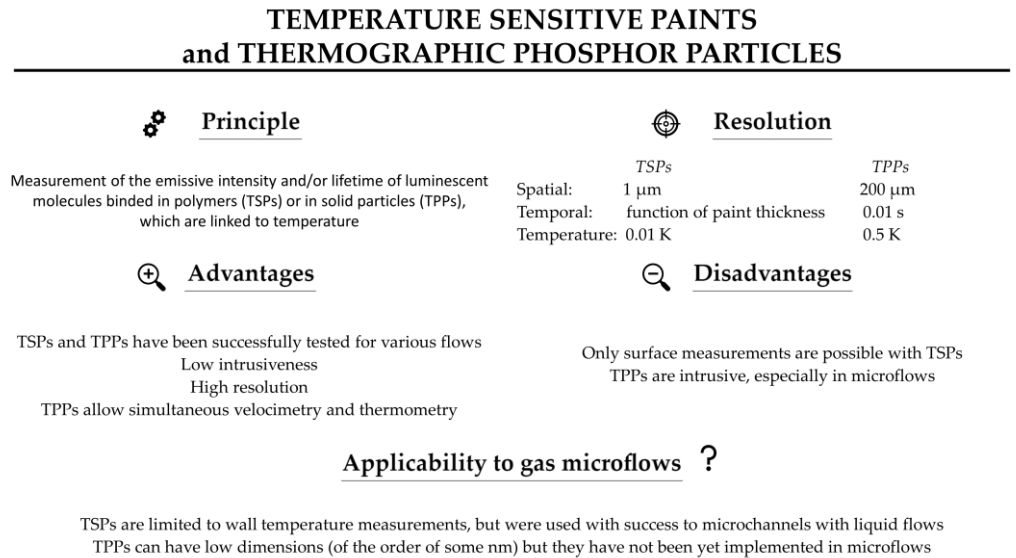 TEMPERATURE SENSITIVE PAINTS
and THERMOGRAPHIC PHOSPHOR PARTICLES
Principle
Measurement of the emissive intensity and/or lifetime of luminescent
molecules binded in polymers (TSPs) or in solid particles (TPPs),
which are linked to temperature
Resolution
TSPs TPPs
Spatial: 1 µm 200 µm
Temporal: function of paint thickness 0.01 s
Temperature: 0.01 K 0.5 K
Advantages
TSPs and TPPs have been successfully tested for various flows
Low intrusiveness
High resolution
TPPs allow simultaneous velocimetry and thermometry
Disadvantages
Only surface measurements are possible with TSPs
TPPs are intrusive, especially in microflows
Applicability to gas microflows ?
TSPs are limited to wall temperature measurements, but were used with success to microchannels with liquid flows
TPPs can have low dimensions (of the order of some nm) but they have not been yet implemented in microflows